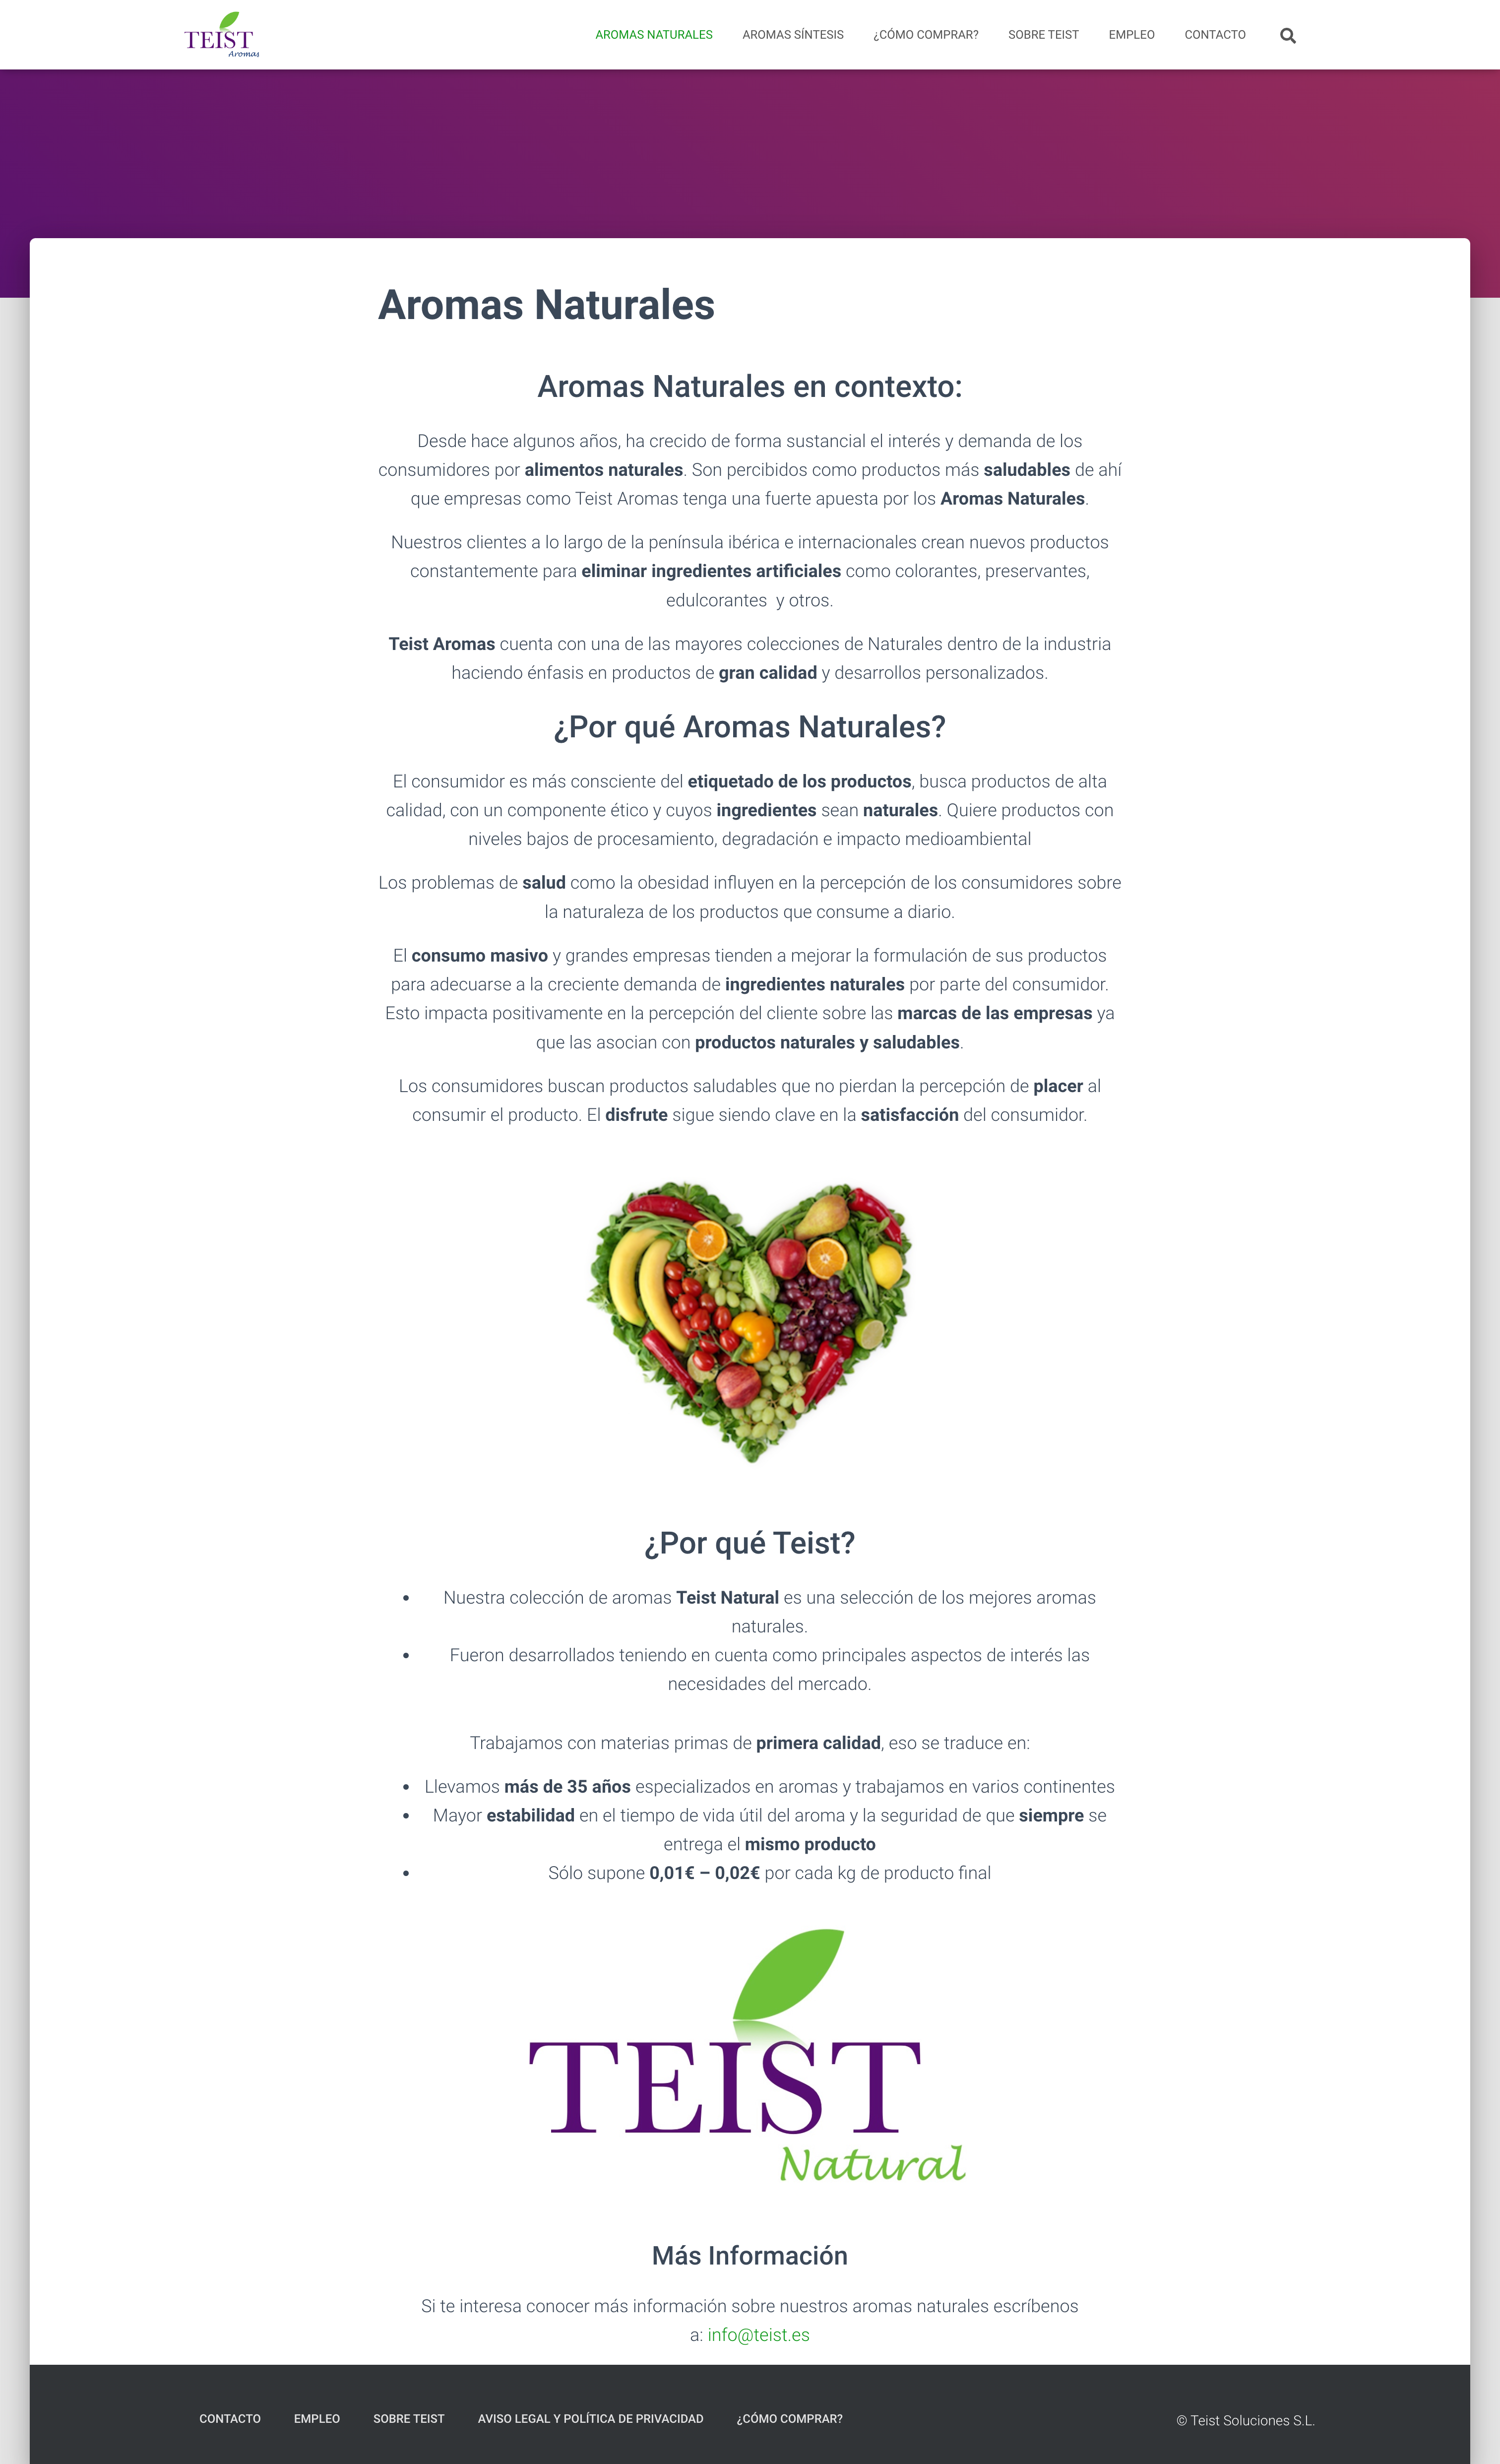 TEIST
Aromas
AROMAS NATURALES
AROMAS SÍNTESIS
¿CÓMO COMPRAR?
SOBRE TEIST
EMPLEO
CONTACTO
Aromas Naturales
Aromas Naturales en contexto:
Desde hace algunos años, ha crecido de forma sustancial el interés y demanda de los
consumidores por alimentos naturales. Son percibidos como productos más saludables de ahí
que empresas como Teist Aromas tenga una fuerte apuesta por los Aromas Naturales.
Nuestros clientes a lo largo de la península ibérica e internacionales crean nuevos productos
constantemente para eliminar ingredientes artificiales como colorantes, preservantes,
edulcorantes  y otros.
Teist Aromas cuenta con una de las mayores colecciones de Naturales dentro de la industria
haciendo énfasis en productos de gran calidad y desarrollos personalizados.
¿Por qué Aromas Naturales?
El consumidor es más consciente del etiquetado de los productos, busca productos de alta
calidad, con un componente ético y cuyos ingredientes sean naturales. Quiere productos con
niveles bajos de procesamiento, degradación e impacto medioambiental
Los problemas de salud como la obesidad influyen en la percepción de los consumidores sobre
la naturaleza de los productos que consume a diario.
El consumo masivo y grandes empresas tienden a mejorar la formulación de sus productos
para adecuarse a la creciente demanda de ingredientes naturales por parte del consumidor.
Esto impacta positivamente en la percepción del cliente sobre las marcas de las empresas ya
que las asocian con productos naturales y saludables.
Los consumidores buscan productos saludables que no pierdan la percepción de placer al
consumir el producto. El disfrute sigue siendo clave en la satisfacción del consumidor.
¿Por qué Teist?
• Nuestra colección de aromas Teist Natural es una selección de los mejores aromas
naturales.
• Fueron desarrollados teniendo en cuenta como principales aspectos de interés las
necesidades del mercado.
Trabajamos con materias primas de primera calidad, eso se traduce en:
• Llevamos más de 35 años especializados en aromas y trabajamos en varios continentes
• Mayor estabilidad en el tiempo de vida útil del aroma y la seguridad de que siempre se
entrega el mismo producto
• Sólo supone 0,01€ – 0,02€ por cada kg de producto final
TEIST
Natural
Más Información
Si te interesa conocer más información sobre nuestros aromas naturales escríbenos
a: info@teist.es
CONTACTO
EMPLEO
SOBRE TEIST
AVISO LEGAL Y POLÍTICA DE PRIVACIDAD
¿CÓMO COMPRAR?
© Teist Soluciones S.L.